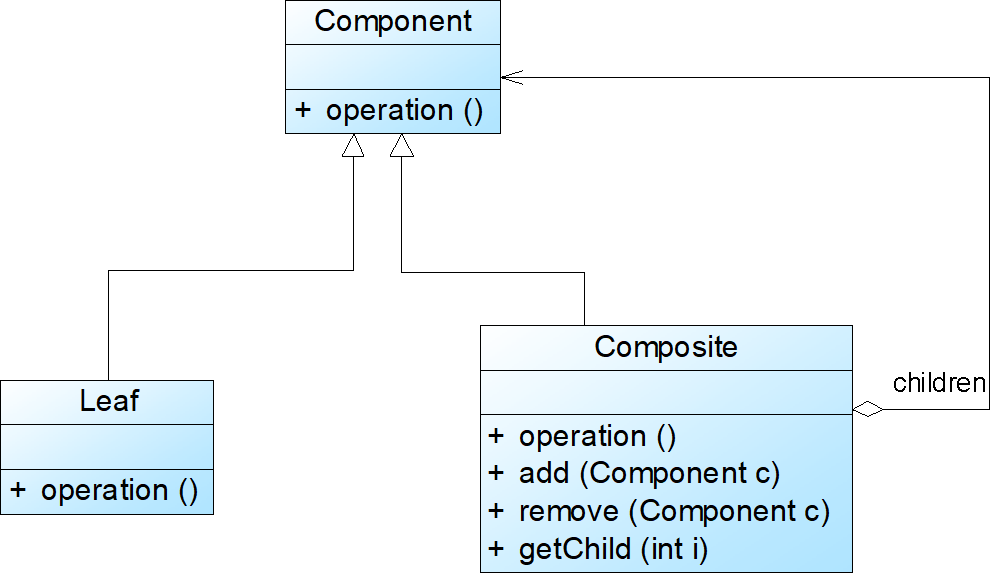 Component
+ operation ()
children
Composite
+ operation ()
+ add (Component c)
+ remove (Component c)
+ getChild (int i)
Leaf
+ operation ()